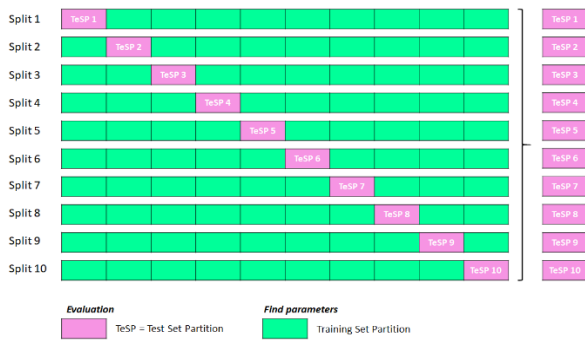 Split 1 TeSP 1 TeSP 1
Split 2 TeSP 2 TeSP 2
Split 3 TeSP 3 TeSP 3
Split 4 TeSP 4 TeSP 4
Split 5 TeSP 5 TeSP 5
Split 6 TeSP 6 TeSP 6
Split 7 TeSP 7 TeSP 7
Split 8 TeSP 8 TeSP 8
Split 9 TeSP 9 TeSP 9
Split 10 TeSP 10 TeSP 10
Evaluation Find parameters
TeSP = Test Set Partition Training Set Partition